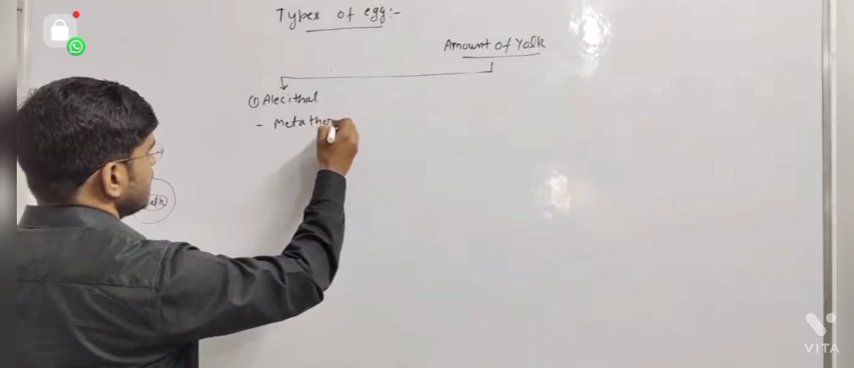 Types of egg:-
Amount of Yolk
① Alecithal
- Metather
VITA